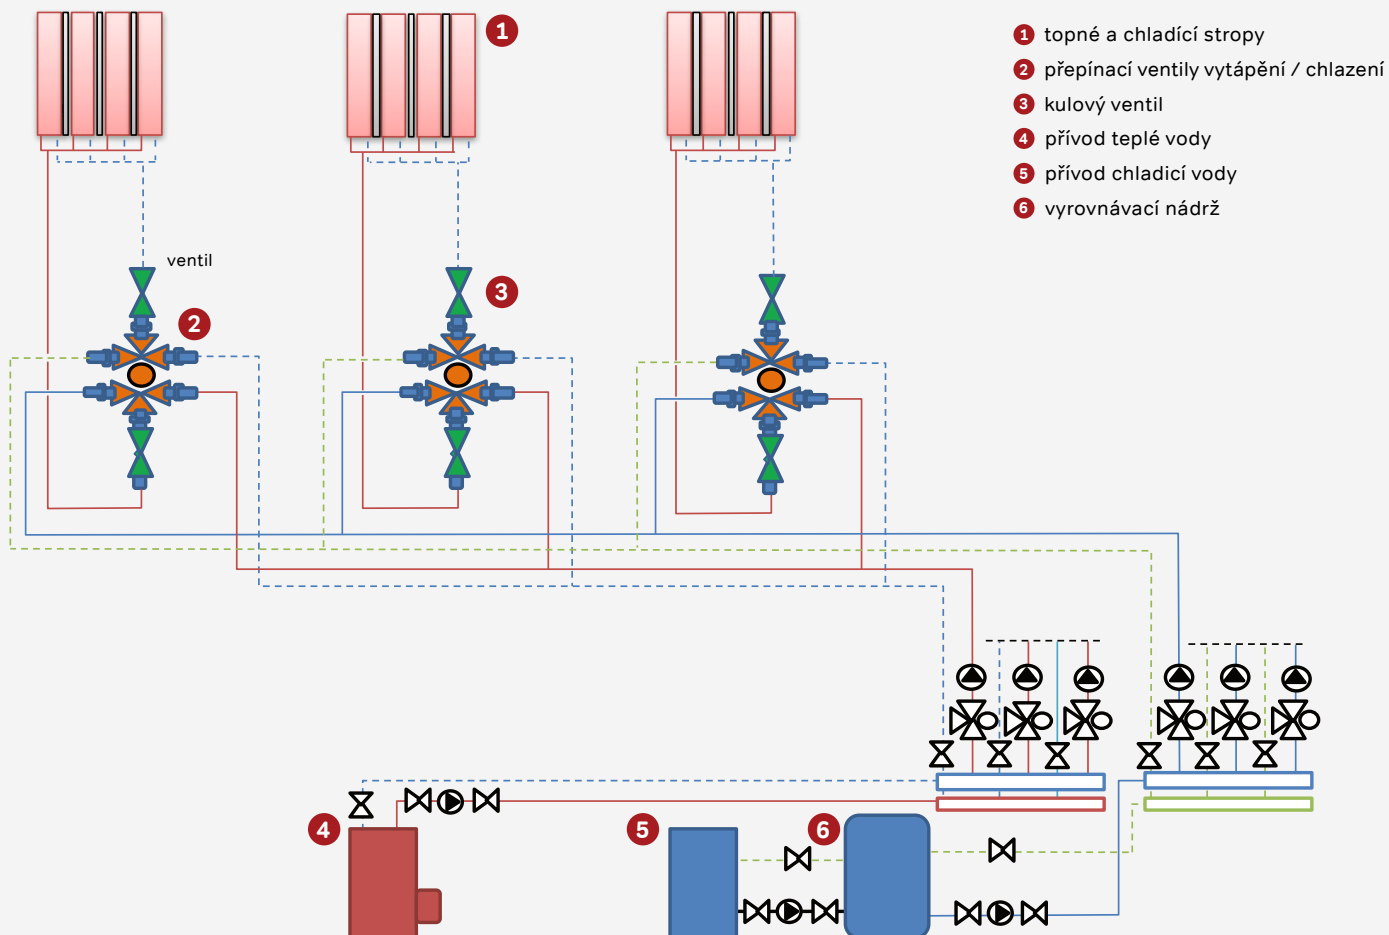 1
1 topné a chladící stropy
2 přepínací ventily vytápění / chlazení
3 kulový ventil
4 přívod teplé vody
5 přívod chladicí vody
6 vyrovnávací nádrž
ventil
2
3
4
5
6